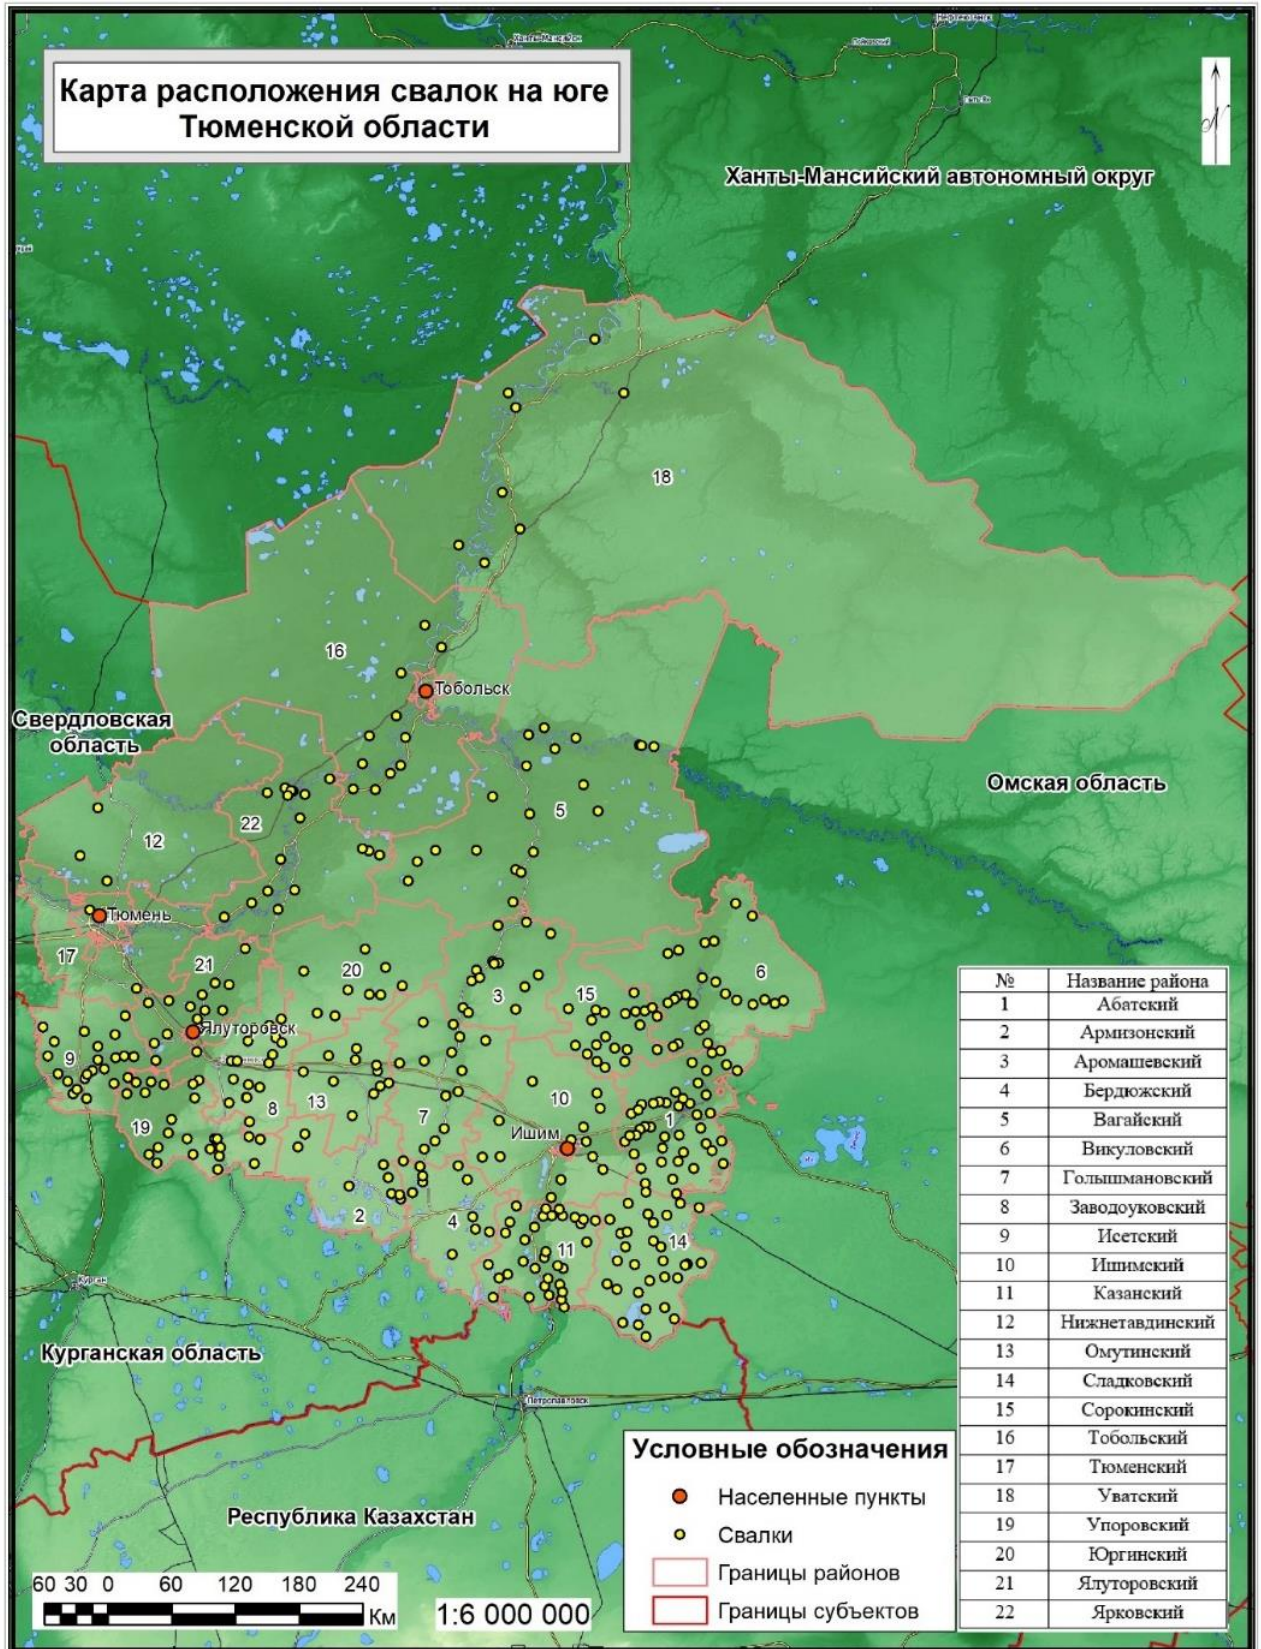 Ханты-Мансийск
Карта расположения свалок на юге
Тюменской области
N
Ханты-Мансийский автономный округ
18
16
Тобольск
Свердловская
область
Омская область
5
22
12
Тюмень
17
21
20
3
15
6
Ялуторовск
9
8
13
10
19
7
Ишим
1
2
4
11
14
Курган
Курганская область
Петропавловск
Республика Казахстан
№ Название района
1 Абатский
2 Армизонский
3 Аромашевский
4 Бердюжский
5 Вагайский
6 Викуловский
7 Голышмановский
8 Заводоуковский
9 Исетский
10 Ишимский
11 Казанский
12 Нижнетавдинский
13 Омутинский
14 Сладковский
15 Сорокинский
16 Тобольский
17 Тюменский
18 Уватский
19 Упоровский
20 Юргинский
21 Ялуторовский
22 Ярковский
Условные обозначения
Населенные пункты
Свалки
Границы районов
Границы субъектов
60 30 0 60 120 180 240
Км
1:6 000 000